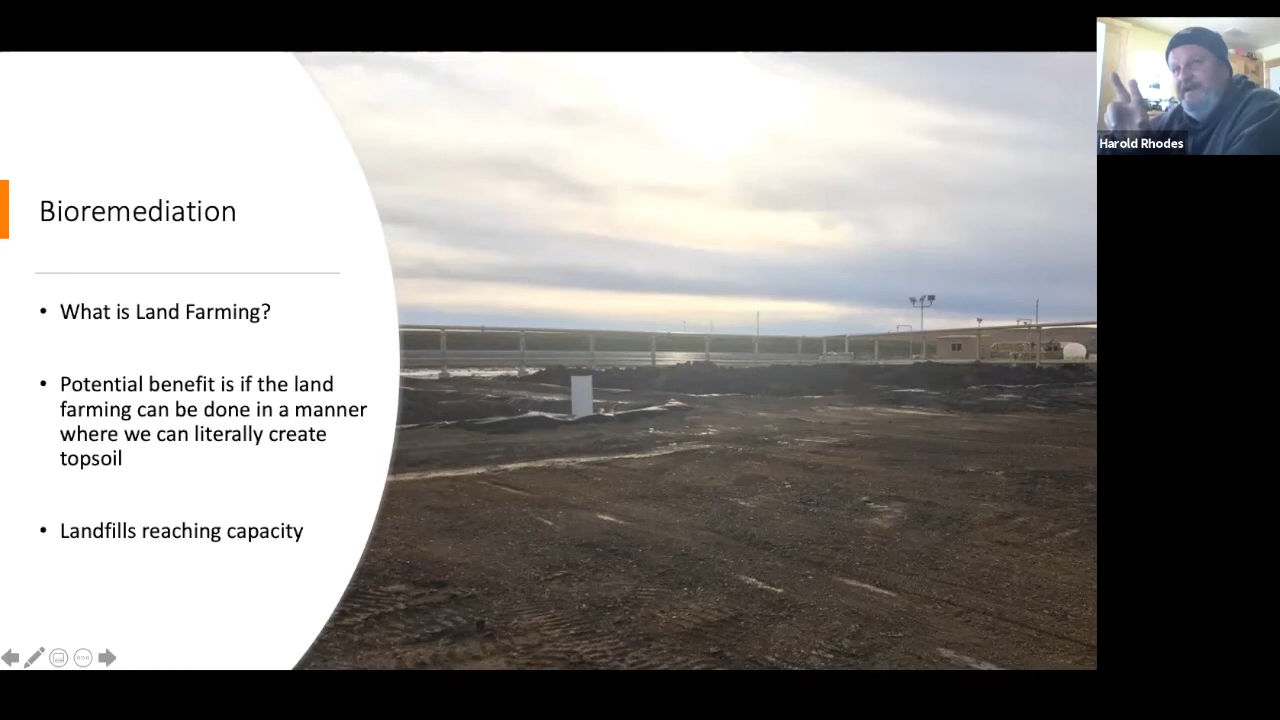 Harold Rhodes
Bioremediation
• What is Land Farming?
• Potential benefit is if the land
farming can be done in a manner
where we can literally create
topsoil
• Landfills reaching capacity